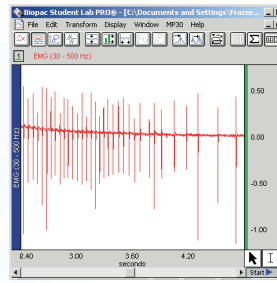 Biopac Student Lab PRO® - [C:\Documents and Settings\Frazer...
File Edit Transform Display Window MP30 Help
1 EMG (30 - 500 Hz)
EMG (30 - 500 Hz)
0.50
0.00
-0.50
-1.00
2.40 3.00 3.60 4.20
seconds
Start